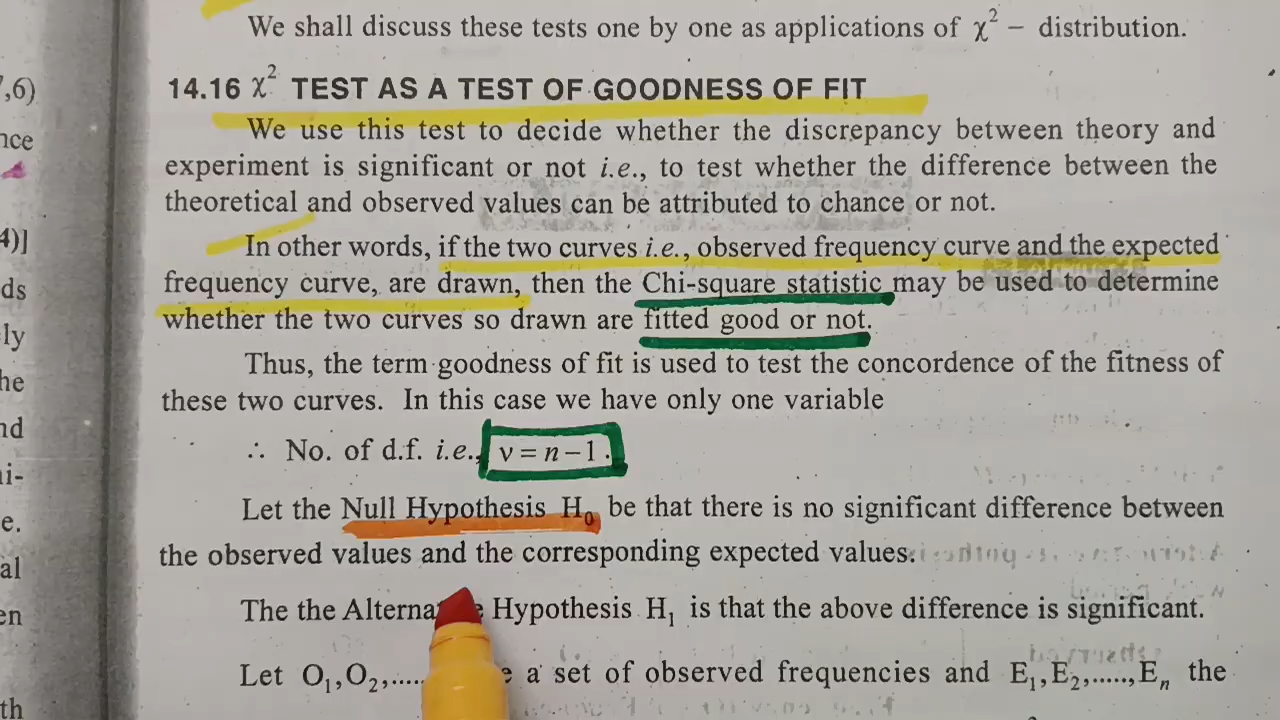 We shall discuss these tests one by one as applications of χ² – distribution.
14.16 χ² TEST AS A TEST OF GOODNESS OF FIT
We use this test to decide whether the discrepancy between theory and
experiment is significant or not i.e., to test whether the difference between the
theoretical and observed values can be attributed to chance or not.
In other words, if the two curves i.e., observed frequency curve and the expected
frequency curve, are drawn, then the Chi-square statistic may be used to determine
whether the two curves so drawn are fitted good or not.
Thus, the term goodness of fit is used to test the concordence of the fitness of
these two curves. In this case we have only one variable
∴ No. of d.f. i.e., ν = n – 1.
Let the Null Hypothesis H₀ be that there is no significant difference between
the observed values and the corresponding expected values.
The the Hypothesis H₁ is that the above difference is significant.
Let O₁,O₂,..... a set of observed frequencies and E₁,E₂,.....,Eₙ the